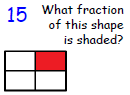 15 What fraction
of this shape
is shaded?